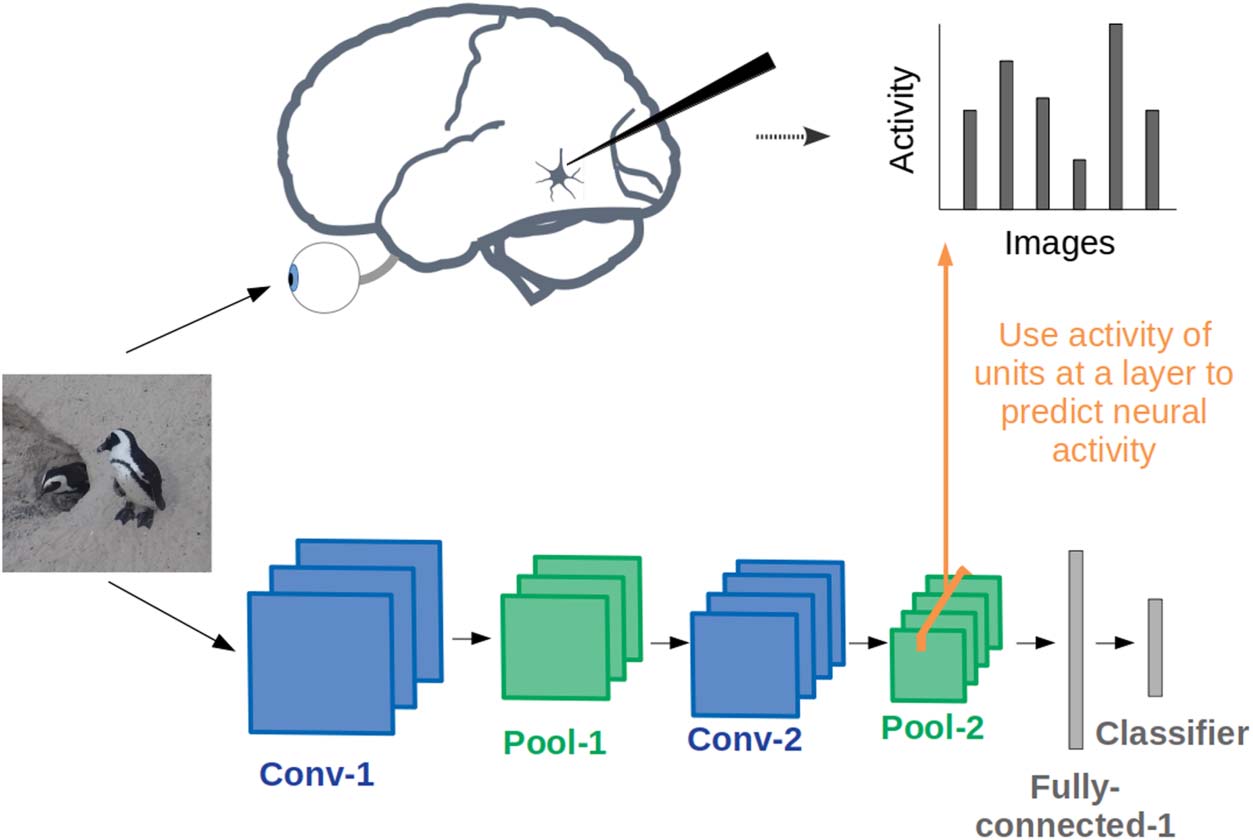 Activity
Images
Use activity of
units at a layer to
predict neural
activity
Conv-1
Pool-1
Conv-2
Pool-2
Fully-
connected-1
Classifier